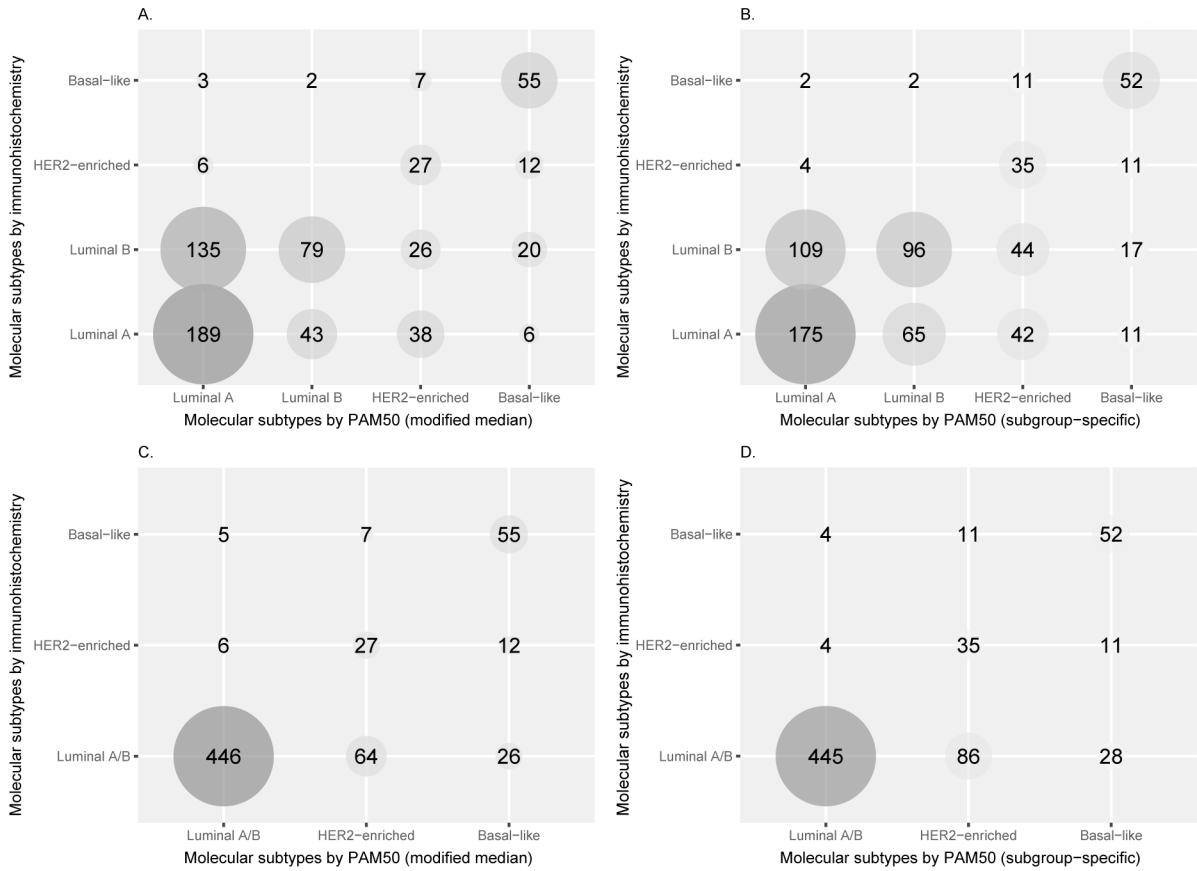 A.
Molecular subtypes by immunohistochemistry
Basal−like
3 2 7 55
HER2−enriched
6 27 12
Luminal B
135 79 26 20
Luminal A
189 43 38 6
Luminal A Luminal B HER2−enriched Basal−like
Molecular subtypes by PAM50 (modified median)
B.
Molecular subtypes by immunohistochemistry
Basal−like
2 2 11 52
HER2−enriched
4 35 11
Luminal B
109 96 44 17
Luminal A
175 65 42 11
Luminal A Luminal B HER2−enriched Basal−like
Molecular subtypes by PAM50 (subgroup−specific)
C.
Molecular subtypes by immunohistochemistry
Basal−like
5 7 55
HER2−enriched
6 27 12
Luminal A/B
446 64 26
Luminal A/B HER2−enriched Basal−like
Molecular subtypes by PAM50 (modified median)
D.
Molecular subtypes by immunohistochemistry
Basal−like
4 11 52
HER2−enriched
4 35 11
Luminal A/B
445 86 28
Luminal A/B HER2−enriched Basal−like
Molecular subtypes by PAM50 (subgroup−specific)